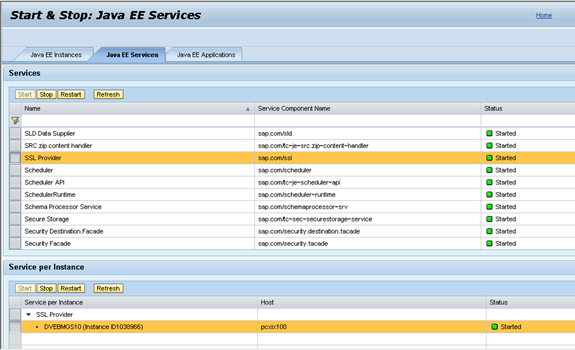 Start & Stop: Java EE Services
Home
Java EE Instances Java EE Services Java EE Applications
Services
Start Stop Restart Refresh
Name Service Component Name Status
SLD Data Supplier sap.com/sld Started
SRC.zip content handler sap.com/tc~je~src.zip~content~handler Started
SSL Provider sap.com/ssl Started
Scheduler sap.com/scheduler Started
Scheduler API sap.com/tc~je~scheduler~api Started
SchedulerRuntime sap.com/scheduler~runtime Started
Schema Processor Service sap.com/schemaprocessor~srv Started
Secure Storage sap.com/tc~sec~securestorage~service Started
Security Destination Facade sap.com/security.destination.facade Started
Security Facade sap.com/security.facade Started
Service per Instance
Start Stop Restart Refresh
Service per Instance Host Status
SSL Provider
DVEBMGS10 (Instance ID1038966) pcxix100 Started